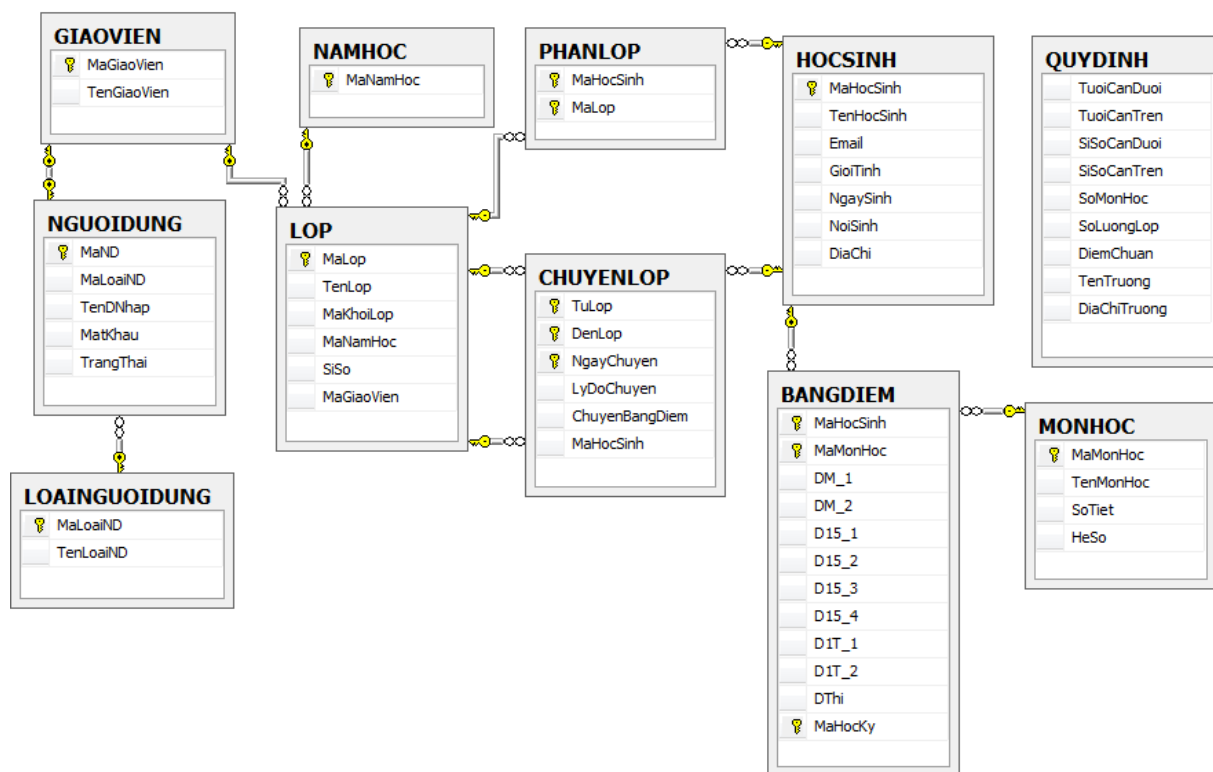 GIAOVIEN
MaGiaoVien
TenGiaoVien
NAMHOC
MaNamHoc
PHANLOP
MaHocSinh
MaLop
HOCSINH
MaHocSinh
TenHocSinh
Email
GioiTinh
NgaySinh
NoiSinh
DiaChi
QUYDINH
TuoiCanDuoi
TuoiCanTren
SiSoCanDuoi
SiSoCanTren
SoMonHoc
SoLuongLop
DiemChuan
TenTruong
DiaChiTruong
NGUOIDUNG
MaND
MaLoaiND
TenDNhap
MatKhau
TrangThai
LOP
MaLop
TenLop
MaKhoiLop
MaNamHoc
SiSo
MaGiaoVien
CHUYENLOP
TuLop
DenLop
NgayChuyen
LyDoChuyen
ChuyenBangDiem
MaHocSinh
BANGDIEM
MaHocSinh
MaMonHoc
DM_1
DM_2
D15_1
D15_2
D15_3
D15_4
D1T_1
D1T_2
DThi
MaHocKy
MONHOC
MaMonHoc
TenMonHoc
SoTiet
HeSo
LOAINGUOIDUNG
MaLoaiND
TenLoaiND